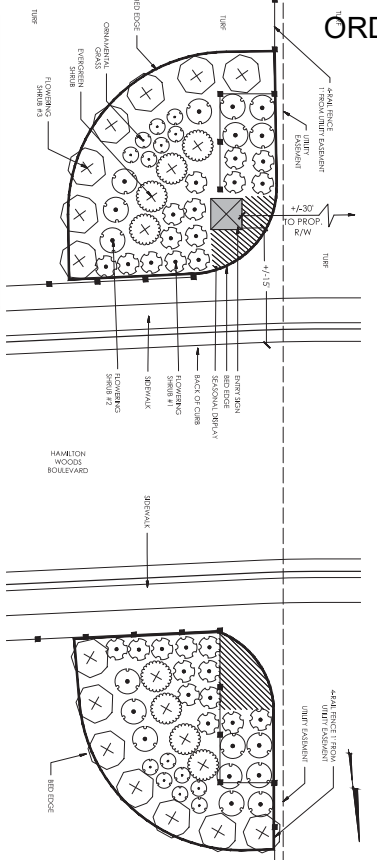 TURF
BED EDGE
TURF
TURF
ORD
ORNAMENTAL
GRASS
EVERGREEN
SHRUB
FLOWERING
SHRUB #3
4-RAIL FENCE
1' FROM UTILITY EASEMENT
UTILITY
EASEMENT
+/-30'
TO PROP.
R/W
TURF
+/-15'
ENTRY SIGN
BED EDGE
SEASONAL DISPLAY
FLOWERING
SHRUB #1
BACK OF CURB
SIDEWALK
FLOWERING
SHRUB #2
HAMILTON
WOODS
BOULEVARD
SIDEWALK
4-RAIL FENCE 1' FROM
UTILITY EASEMENT
UTILITY EASEMENT
BED EDGE